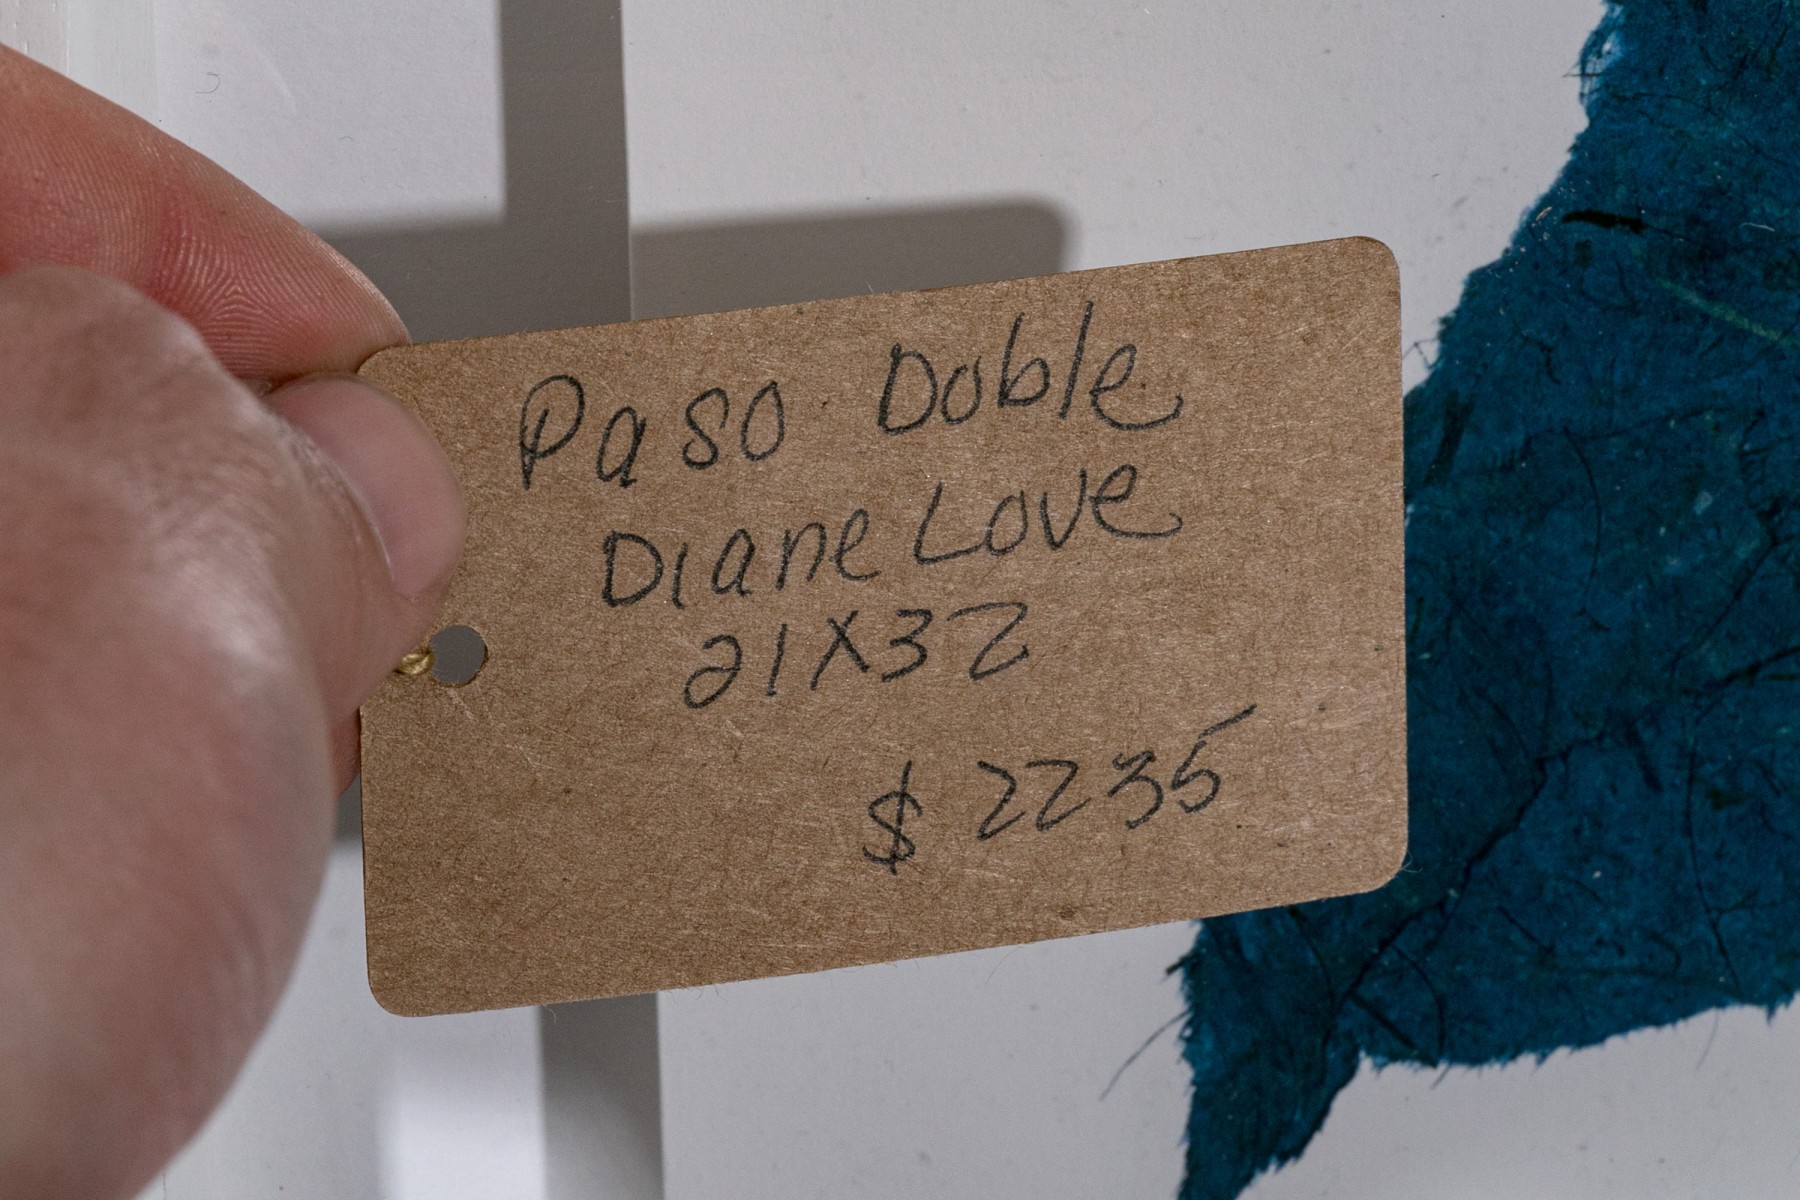 Paso Doble
Diane Love
21X32
$ 2235